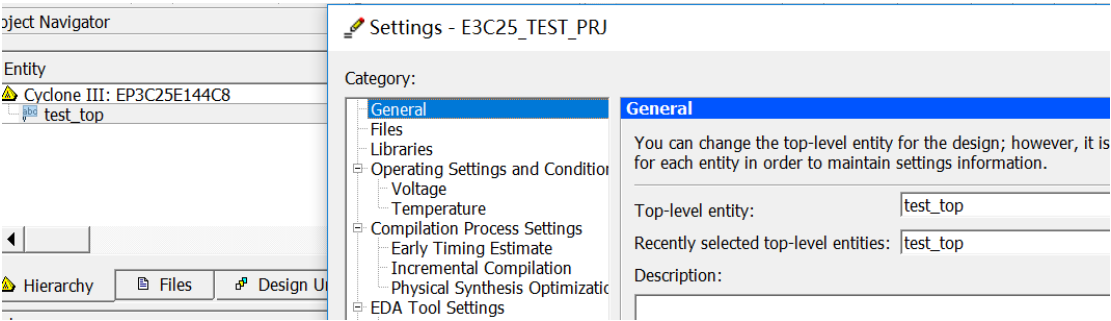 oject Navigator
Entity
Cyclone III: EP3C25E144C8
abc test_top
Hierarchy
Files
Design Un
Settings - E3C25_TEST_PRJ
Category:
General
Files
Libraries
Operating Settings and Condition
Voltage
Temperature
Compilation Process Settings
Early Timing Estimate
Incremental Compilation
Physical Synthesis Optimizatic
EDA Tool Settings
General
You can change the top-level entity for the design; however, it is
for each entity in order to maintain settings information.
Top-level entity: test_top
Recently selected top-level entities: test_top
Description: